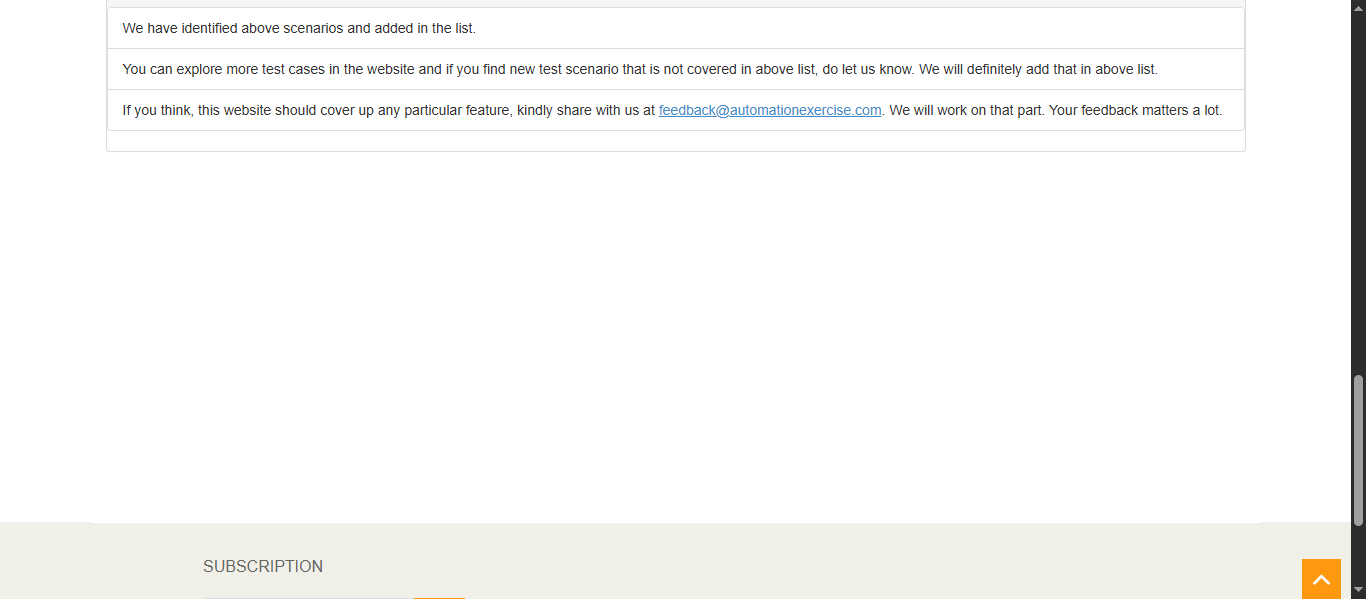 We have identified above scenarios and added in the list.
You can explore more test cases in the website and if you find new test scenario that is not covered in above list, do let us know. We will definitely add that in above list.
If you think, this website should cover up any particular feature, kindly share with us at feedback@automationexercise.com. We will work on that part. Your feedback matters a lot.
SUBSCRIPTION